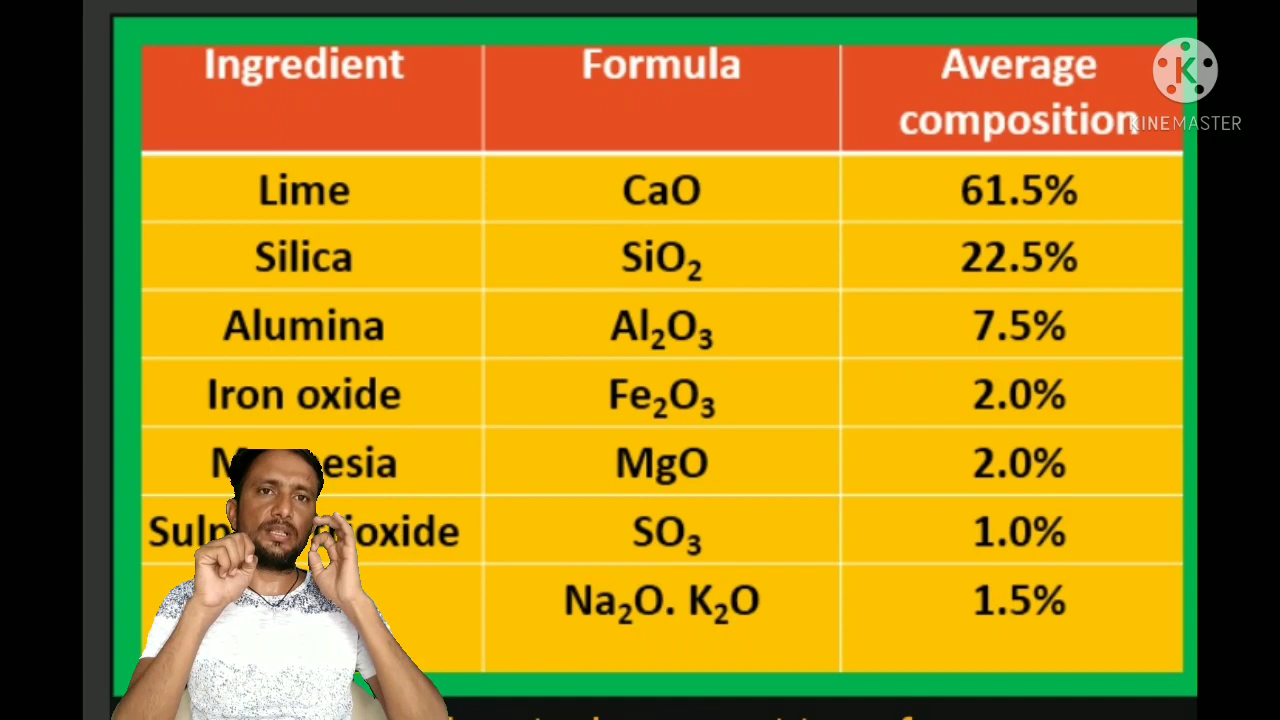 Ingredient Formula Average composition
K
KINEMASTER
Lime CaO 61.5%
Silica SiO₂ 22.5%
Alumina Al₂O₃ 7.5%
Iron oxide Fe₂O₃ 2.0%
MgO 2.0%
SO₃ 1.0%
Na₂O. K₂O 1.5%